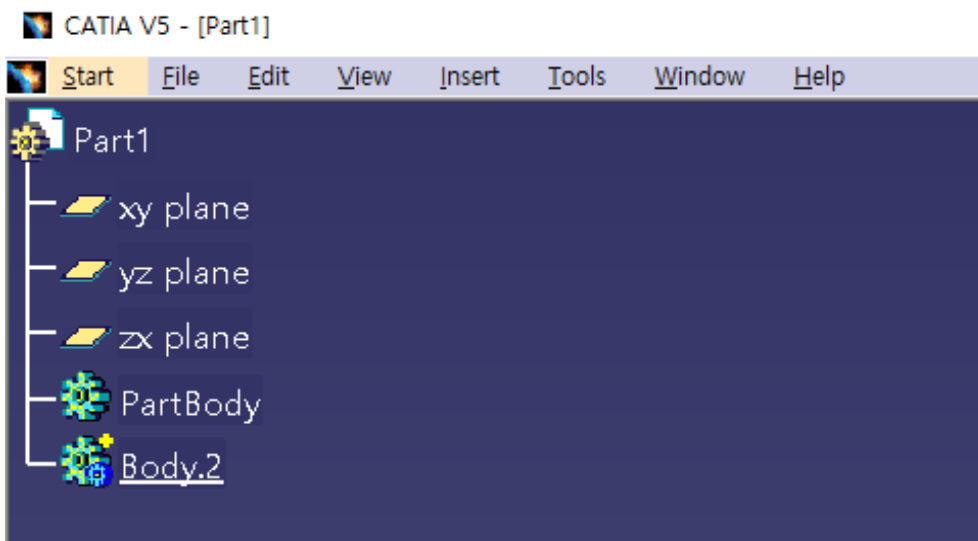 CATIA V5 - [Part1]
Start File Edit View Insert Tools Window Help
Part1
xy plane
yz plane
zx plane
PartBody
Body.2